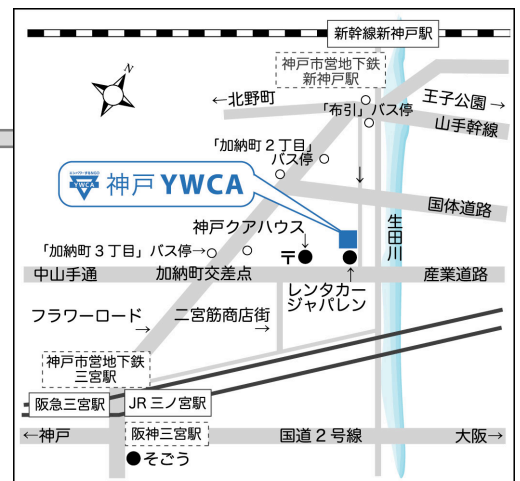 新幹線新神戸駅
神戸市営地下鉄
新神戸駅
N
←北野町
王子公園→
「布引」バス停
山手幹線
「加納町2丁目」
バス停
↓
YWCA
神戸 YWCA
国体道路
生田川
神戸クアハウス
↓
「加納町3丁目」バス停→
〒
中山手通
加納町交差点
↑
産業道路
レンタカー
ジャパレン
フラワーロード
→
二宮筋商店街
→
神戸市営地下鉄
三宮駅
阪急三宮駅
JR 三ノ宮駅
←神戸
阪神三宮駅
国道2号線
大阪→
●そごう